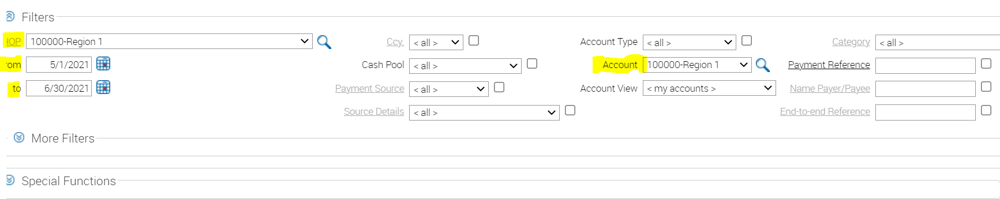 Filters
HOP 100000-Region 1 Ccy. < all > Account Type < all > Category < all >
rom 5/1/2021 Cash Pool < all > Account 100000-Region 1 Payment Reference
to 6/30/2021 Payment Source < all > Account View < my accounts > Name Payer/Payee
Source Details < all > End-to-end Reference
More Filters
Special Functions